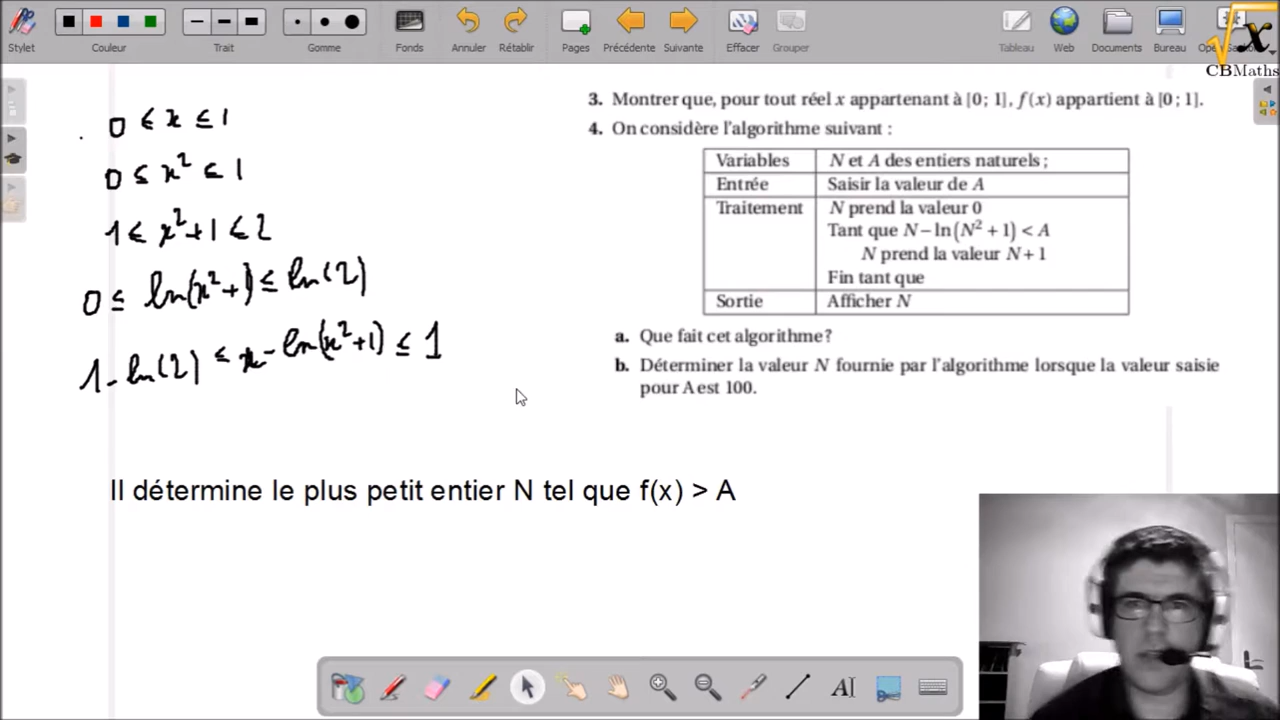 Stylet
Couleur
Trait
Gomme
Fonds
Annuler
Rétablir
Pages
Précédente
Suivante
Effacer
Grouper
Tableau
Web
Documents
Bureau
√x
CBMaths
0 ≤ x ≤ 1
0 ≤ x² ≤ 1
1 ≤ x²+1 ≤ 2
0 ≤ ln(x²+1) ≤ ln(2)
1-ln(2) ≤ x-ln(x²+1) ≤ 1
3. Montrer que, pour tout réel x appartenant à [0 ; 1], f(x) appartient à [0 ; 1].
4. On considère l'algorithme suivant :
Variables N et A des entiers naturels ;
Entrée Saisir la valeur de A
Traitement N prend la valeur 0
Tant que N – ln(N² + 1) < A
N prend la valeur N + 1
Fin tant que
Sortie Afficher N
a. Que fait cet algorithme?
b. Déterminer la valeur N fournie par l'algorithme lorsque la valeur saisie
pour A est 100.
Il détermine le plus petit entier N tel que f(x) > A